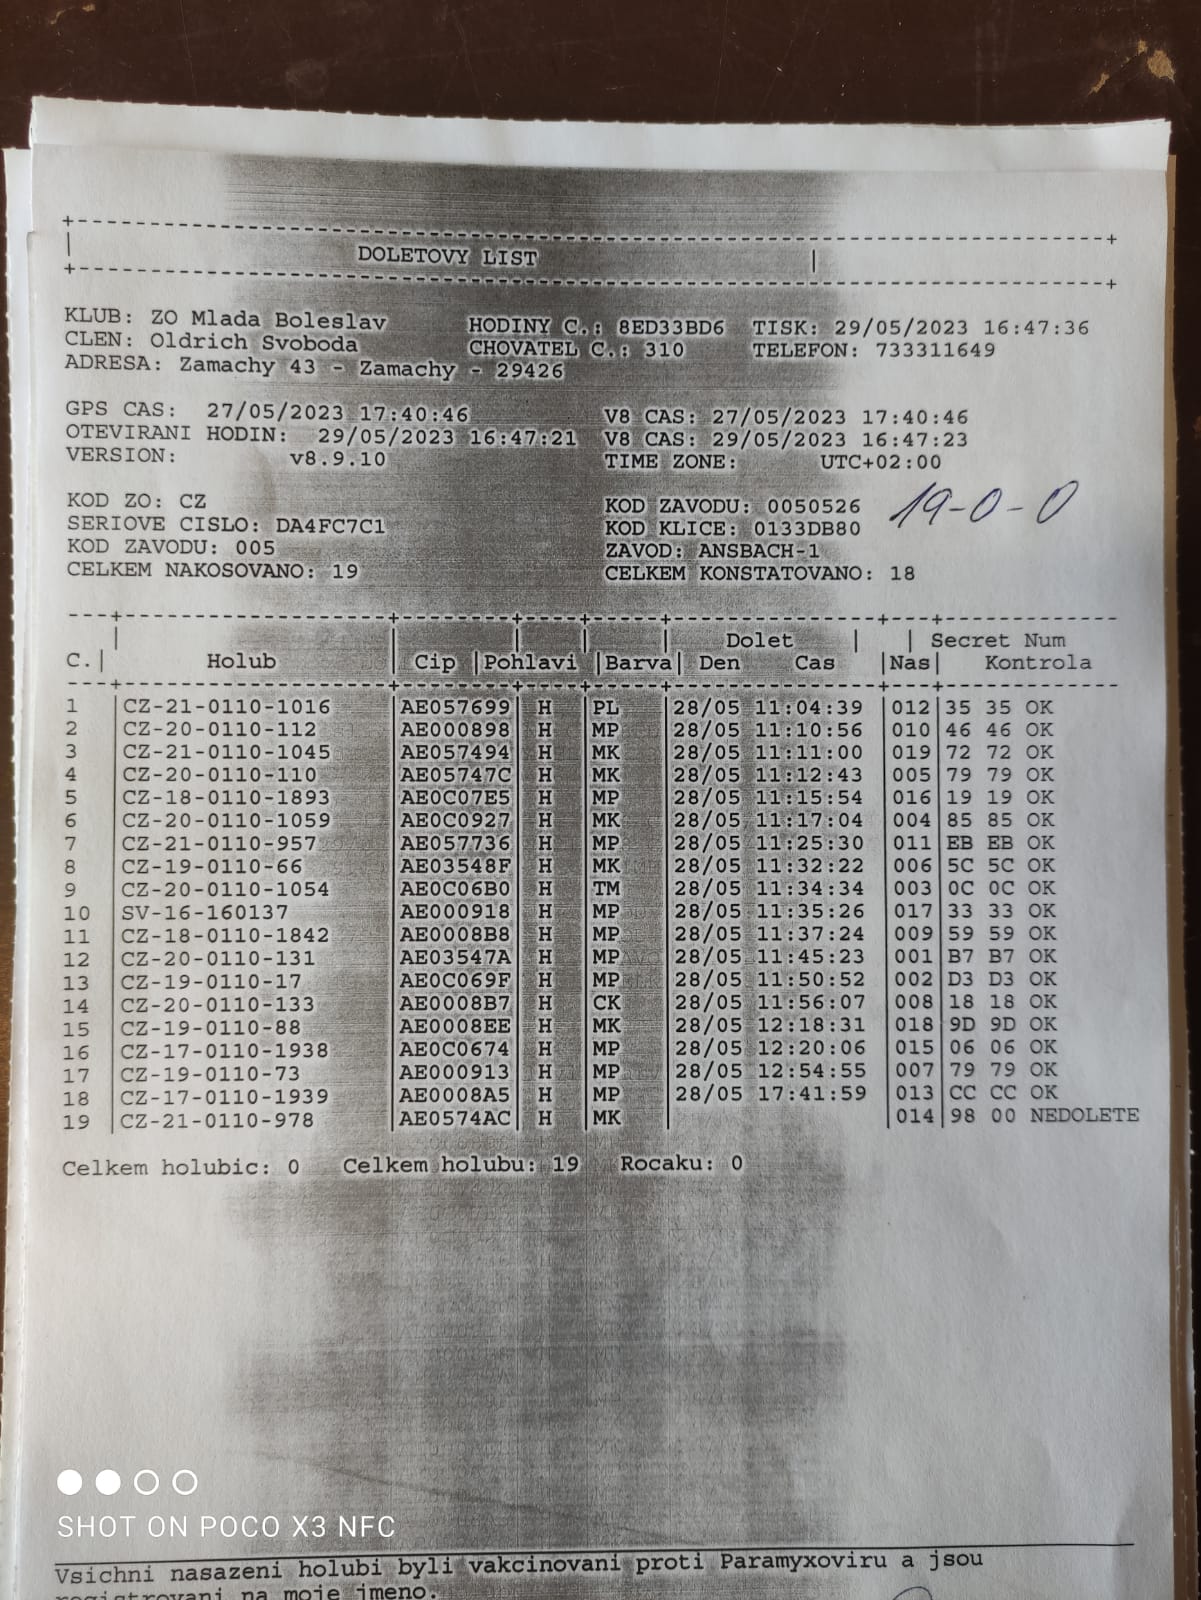 DOLETOVY LIST
KLUB: ZO Mlada Boleslav HODINY C.: 8ED33BD6 TISK: 29/05/2023 16:47:36
CLEN: Oldrich Svoboda CHOVATEL C.: 310 TELEFON: 733311649
ADRESA: Zamachy 43 - Zamachy - 29426
GPS CAS: 27/05/2023 17:40:46 V8 CAS: 27/05/2023 17:40:46
OTEVIRANI HODIN: 29/05/2023 16:47:21 V8 CAS: 29/05/2023 16:47:23
VERSION: v8.9.10 TIME ZONE: UTC+02:00
KOD ZO: CZ KOD ZAVODU: 0050526 19-0-0
SERIOVE CISLO: DA4FC7C1 KOD KLICE: 0133DB80
KOD ZAVODU: 005 ZAVOD: ANSBACH-1
CELKEM NAKOSOVANO: 19 CELKEM KONSTATOVANO: 18
Dolet | | Secret Num
C.| Holub Cip |Pohlavi |Barva| Den Cas |Nas| Kontrola
1 |CZ-21-0110-1016 |AE057699| H |PL |28/05 11:04:39 |012|35 35 OK
2 |CZ-20-0110-112 |AE000898| H |MP |28/05 11:10:56 |010|46 46 OK
3 |CZ-21-0110-1045 |AE057494| H |MK |28/05 11:11:00 |019|72 72 OK
4 |CZ-20-0110-110 |AE05747C| H |MK |28/05 11:12:43 |005|79 79 OK
5 |CZ-18-0110-1893 |AE0C07E5| H |MP |28/05 11:15:54 |016|19 19 OK
6 |CZ-20-0110-1059 |AE0C0927| H |MK |28/05 11:17:04 |004|85 85 OK
7 |CZ-21-0110-957 |AE057736| H |MP |28/05 11:25:30 |011|EB EB OK
8 |CZ-19-0110-66 |AE03548F| H |MK |28/05 11:32:22 |006|5C 5C OK
9 |CZ-20-0110-1054 |AE0C06B0| H |TM |28/05 11:34:34 |003|0C 0C OK
10 |SV-16-160137 |AE000918| H |MP |28/05 11:35:26 |017|33 33 OK
11 |CZ-18-0110-1842 |AE0008B8| H |MP |28/05 11:37:24 |009|59 59 OK
12 |CZ-20-0110-131 |AE03547A| H |MP |28/05 11:45:23 |001|B7 B7 OK
13 |CZ-19-0110-17 |AE0C069F| H |MP |28/05 11:50:52 |002|D3 D3 OK
14 |CZ-20-0110-133 |AE0008B7| H |CK |28/05 11:56:07 |008|18 18 OK
15 |CZ-19-0110-88 |AE0008EE| H |MK |28/05 12:18:31 |018|9D 9D OK
16 |CZ-17-0110-1938 |AE0C0674| H |MP |28/05 12:20:06 |015|06 06 OK
17 |CZ-19-0110-73 |AE000913| H |MP |28/05 12:54:55 |007|79 79 OK
18 |CZ-17-0110-1939 |AE0008A5| H |MP |28/05 17:41:59 |013|CC CC OK
19 |CZ-21-0110-978 |AE0574AC| H |MK | |014|98 00 NEDOLETE
Celkem holubic: 0 Celkem holubu: 19 Rocaku: 0
SHOT ON POCO X3 NFC
Vsichni nasazeni holubi byli vakcinovani proti Paramyxoviru a jsou
registrovani na moje jmeno.